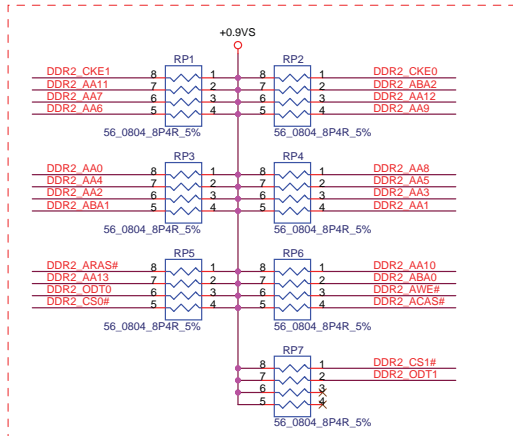 +0.9VS
RP1 RP2
DDR2_CKE1 8 1 8 1 DDR2_CKE0
DDR2_AA11 7 2 7 2 DDR2_ABA2
DDR2_AA7 6 3 6 3 DDR2_AA12
DDR2_AA6 5 4 5 4 DDR2_AA9
56_0804_8P4R_5% 56_0804_8P4R_5%
RP3 RP4
DDR2_AA0 8 1 8 1 DDR2_AA8
DDR2_AA4 7 2 7 2 DDR2_AA5
DDR2_AA2 6 3 6 3 DDR2_AA3
DDR2_ABA1 5 4 5 4 DDR2_AA1
56_0804_8P4R_5% 56_0804_8P4R_5%
RP5 RP6
DDR2_ARAS# 8 1 8 1 DDR2_AA10
DDR2_AA13 7 2 7 2 DDR2_ABA0
DDR2_ODT0 6 3 6 3 DDR2_AWE#
DDR2_CS0# 5 4 5 4 DDR2_ACAS#
56_0804_8P4R_5% 56_0804_8P4R_5%
RP7
8 1 DDR2_CS1#
7 2 DDR2_ODT1
6 3
5 4
56_0804_8P4R_5%